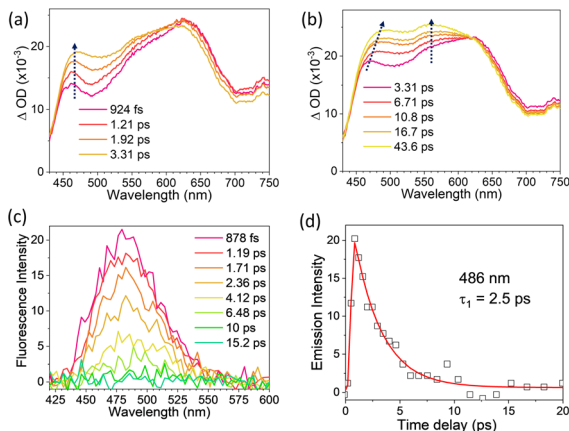 (a)
Δ OD (x10⁻³)
20
10
0
924 fs
1.21 ps
1.92 ps
3.31 ps
450 500 550 600 650 700 750
Wavelength (nm)
(b)
Δ OD (x10⁻³)
20
10
0
3.31 ps
6.71 ps
10.8 ps
16.7 ps
43.6 ps
450 500 550 600 650 700 750
Wavelength (nm)
(c)
Fluorescence Intensity
20
15
10
5
0
878 fs
1.19 ps
1.71 ps
2.36 ps
4.12 ps
6.48 ps
10 ps
15.2 ps
425 450 475 500 525 550 575 600
Wavelength (nm)
(d)
Emission Intensity
20
15
10
5
0
486 nm
τ₁ = 2.5 ps
0 5 10 15 20
Time delay (ps)